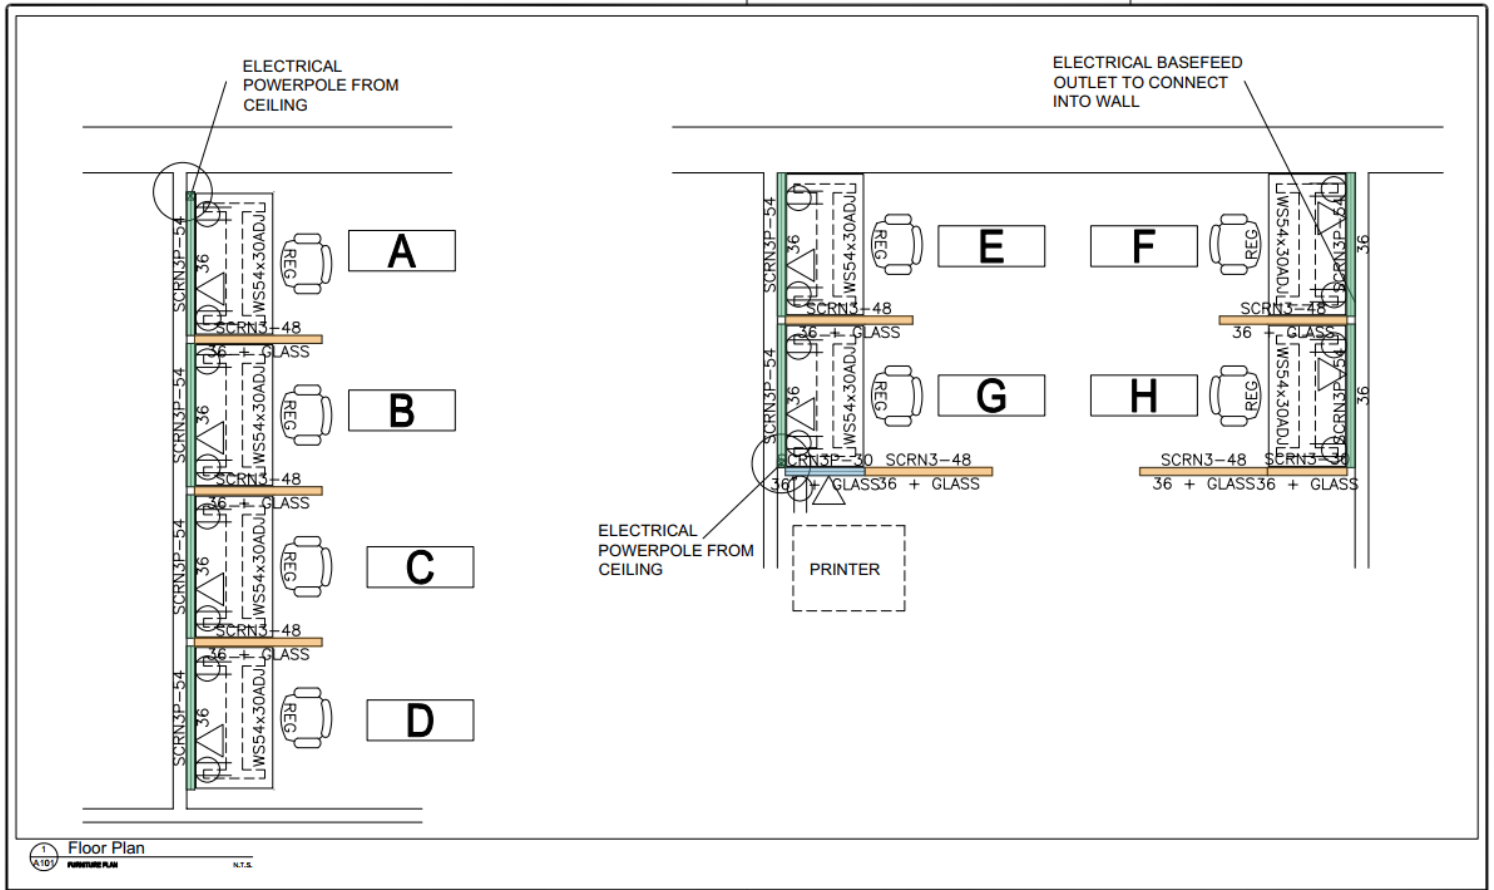 ELECTRICAL
POWERPOLE FROM
CEILING
SCRN3P-54
36
WS54x30ADJ
REG
A
SCRN3-48
36 + GLASS
SCRN3P-54
36
WS54x30ADJ
REG
B
SCRN3-48
36 + GLASS
SCRN3P-54
36
WS54x30ADJ
REG
C
SCRN3-48
36 + GLASS
SCRN3P-54
36
WS54x30ADJ
REG
D
ELECTRICAL BASEFEED
OUTLET TO CONNECT
INTO WALL
SCRN3P-54
36
WS54x30ADJ
REG
E
F
REG
WS54x30ADJ
SCRN3P-54
36
SCRN3-48
36 + GLASS
SCRN3-48
36 + GLASS
SCRN3P-54
36
WS54x30ADJ
REG
G
H
REG
WS54x30ADJ
SCRN3P-54
36
SCRN3P-30 SCRN3-48
36 + GLASS 36 + GLASS
SCRN3-48 SCRN3-30
36 + GLASS 36 + GLASS
ELECTRICAL
POWERPOLE FROM
CEILING
PRINTER
1
A101
Floor Plan
FURNITURE PLAN
N.T.S.